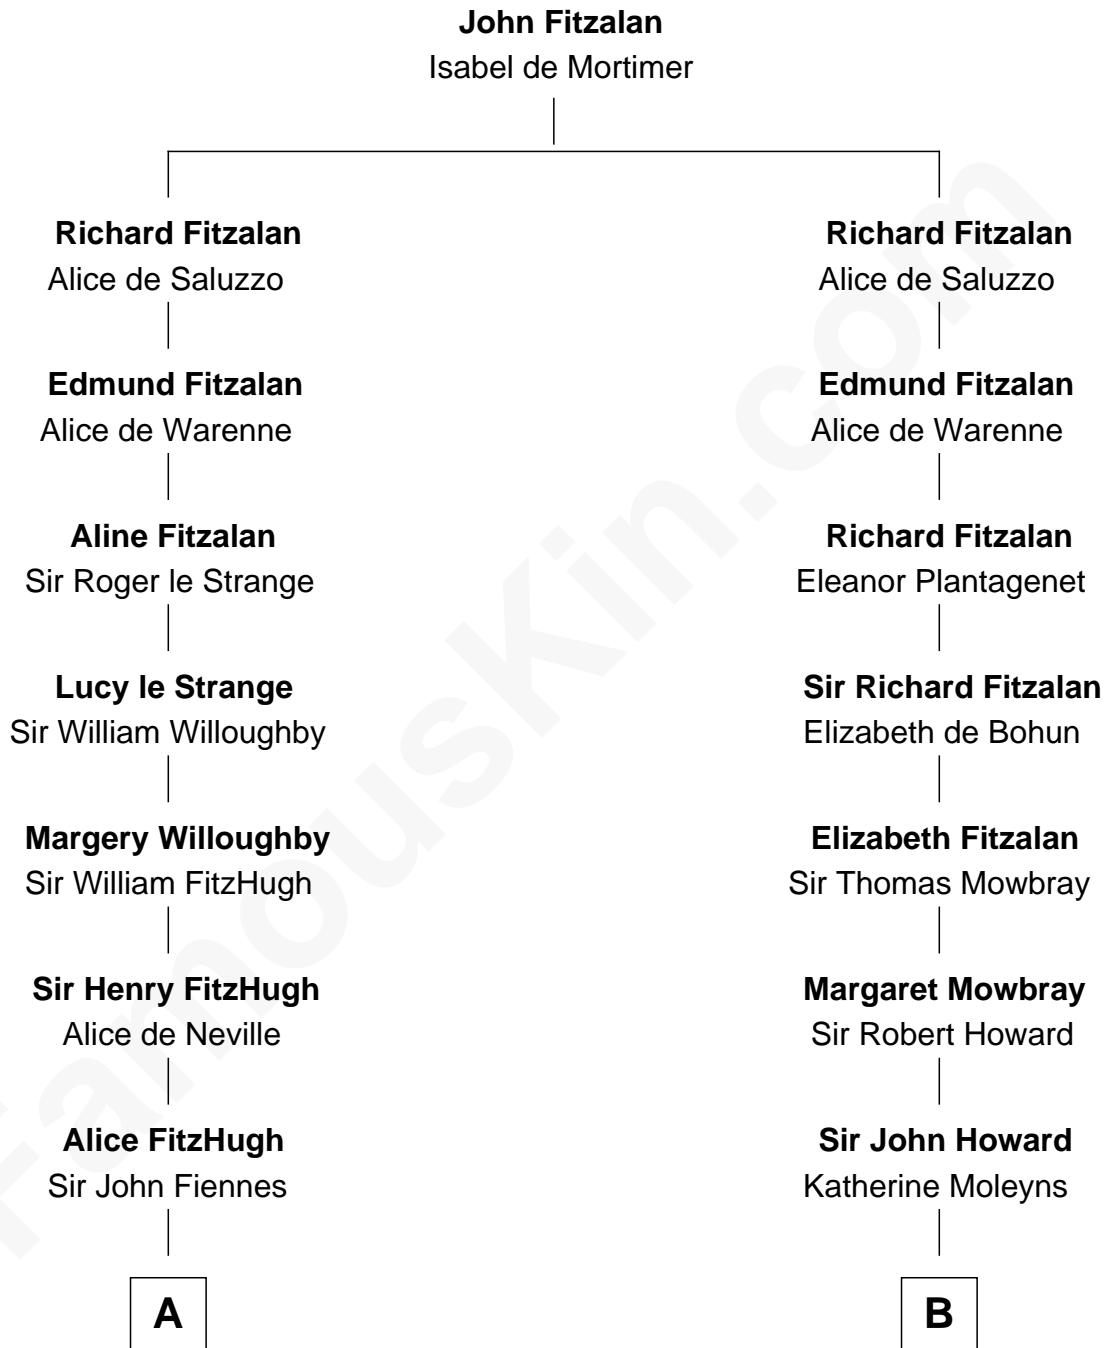 John Fitzalan
Isabel de Mortimer
Richard Fitzalan
Alice de Saluzzo
Richard Fitzalan
Alice de Saluzzo
Edmund Fitzalan
Alice de Warenne
Edmund Fitzalan
Alice de Warenne
Aline Fitzalan
Sir Roger le Strange
Richard Fitzalan
Eleanor Plantagenet
Lucy le Strange
Sir William Willoughby
Sir Richard Fitzalan
Elizabeth de Bohun
Margery Willoughby
Sir William FitzHugh
Elizabeth Fitzalan
Sir Thomas Mowbray
Sir Henry FitzHugh
Alice de Neville
Margaret Mowbray
Sir Robert Howard
Alice FitzHugh
Sir John Fiennes
Sir John Howard
Katherine Moleyns
A
B
FamousKin.com